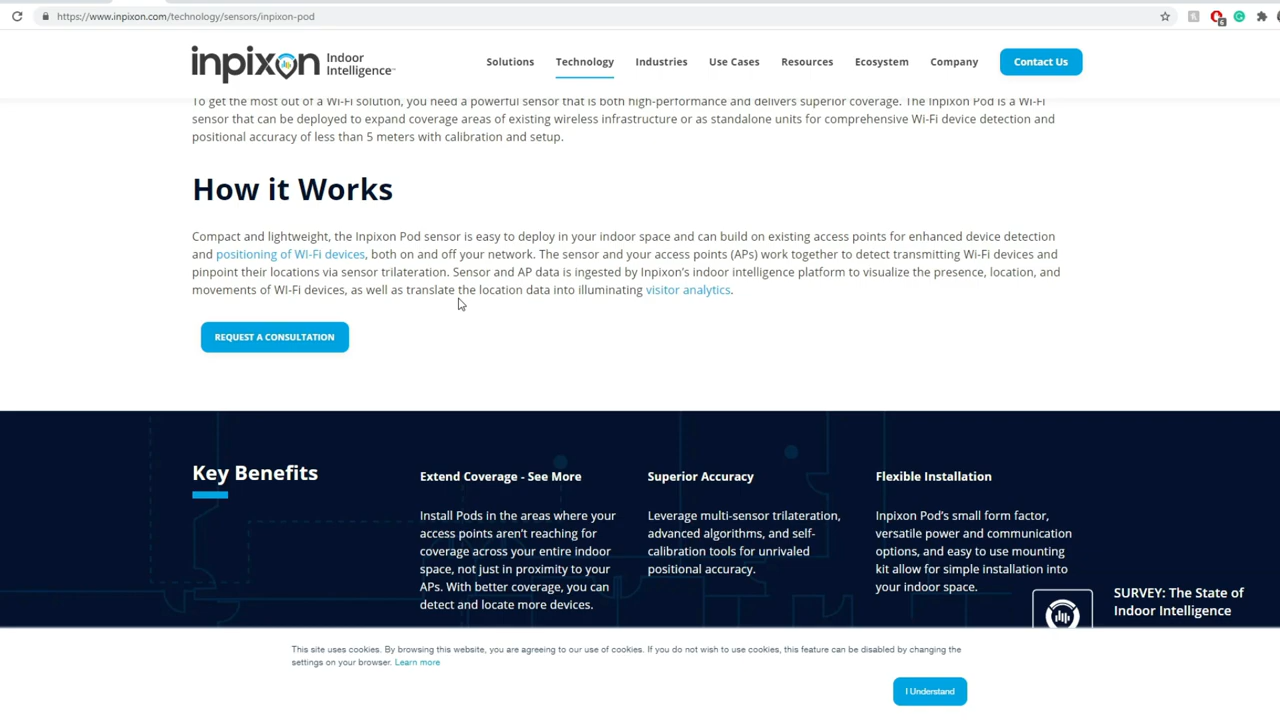 https://www.inpixon.com/technology/sensors/inpixon-pod
6
inpixon
Indoor
Intelligence™
Solutions
Technology
Industries
Use Cases
Resources
Ecosystem
Company
Contact Us
To get the most out of a Wi-Fi solution, you need a powerful sensor that is both high-performance and delivers superior coverage. The Inpixon Pod is a Wi-Fi
sensor that can be deployed to expand coverage areas of existing wireless infrastructure or as standalone units for comprehensive Wi-Fi device detection and
positional accuracy of less than 5 meters with calibration and setup.
How it Works
Compact and lightweight, the Inpixon Pod sensor is easy to deploy in your indoor space and can build on existing access points for enhanced device detection
and positioning of WI-Fi devices, both on and off your network. The sensor and your access points (APs) work together to detect transmitting Wi-Fi devices and
pinpoint their locations via sensor trilateration. Sensor and AP data is ingested by Inpixon's indoor intelligence platform to visualize the presence, location, and
movements of WI-Fi devices, as well as translate the location data into illuminating visitor analytics.
REQUEST A CONSULTATION
Key Benefits
Extend Coverage - See More
Install Pods in the areas where your
access points aren't reaching for
coverage across your entire indoor
space, not just in proximity to your
APs. With better coverage, you can
detect and locate more devices.
Superior Accuracy
Leverage multi-sensor trilateration,
advanced algorithms, and self-
calibration tools for unrivaled
positional accuracy.
Flexible Installation
Inpixon Pod's small form factor,
versatile power and communication
options, and easy to use mounting
kit allow for simple installation into
your indoor space.
SURVEY: The State of
Indoor Intelligence
This site uses cookies. By browsing this website, you are agreeing to our use of cookies. If you do not wish to use cookies, this feature can be disabled by changing the
settings on your browser. Learn more
I Understand